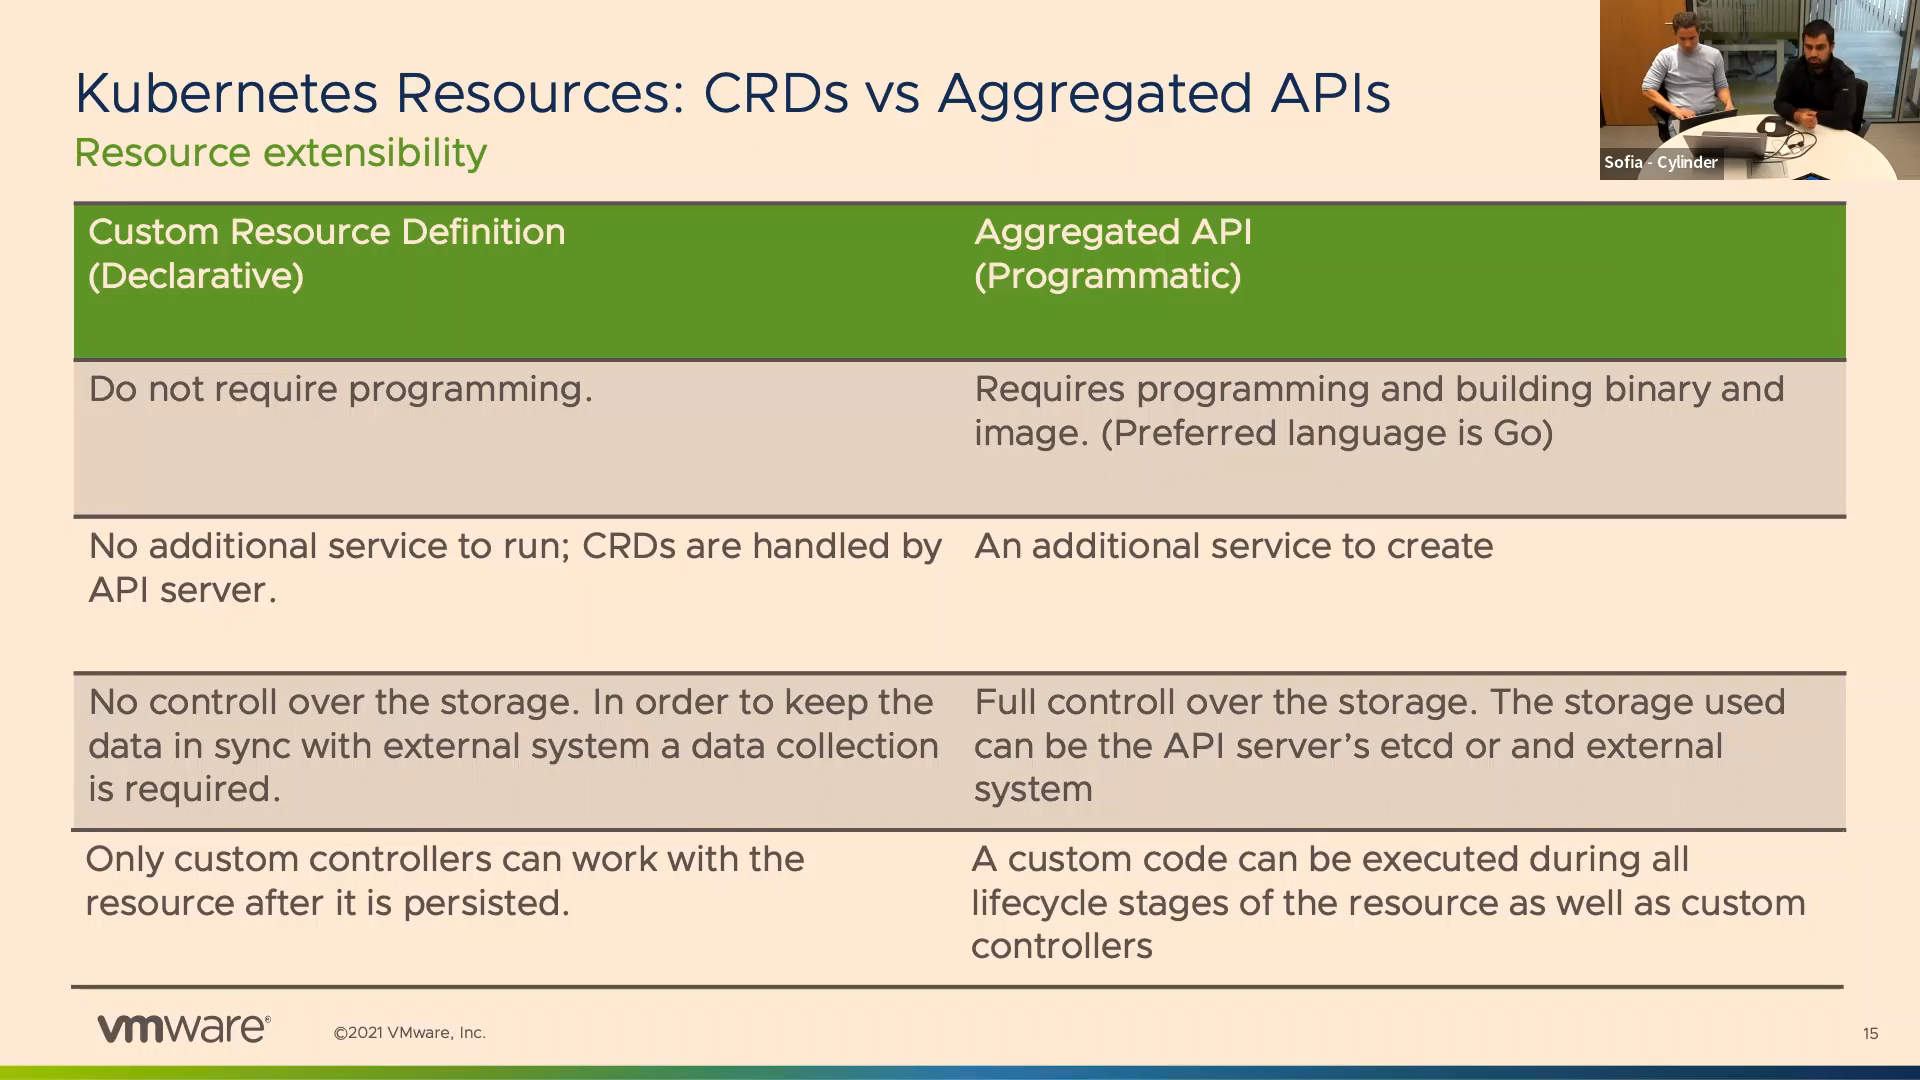 Kubernetes Resources: CRDs vs Aggregated APIs
Resource extensibility
Sofia - Cylinder
Custom Resource Definition
(Declarative)
Aggregated API
(Programmatic)
Do not require programming.
Requires programming and building binary and
image. (Preferred language is Go)
No additional service to run; CRDs are handled by
API server.
An additional service to create
No controll over the storage. In order to keep the
data in sync with external system a data collection
is required.
Full controll over the storage. The storage used
can be the API server’s etcd or and external
system
Only custom controllers can work with the
resource after it is persisted.
A custom code can be executed during all
lifecycle stages of the resource as well as custom
controllers
vmware®
©2021 VMware, Inc.
15